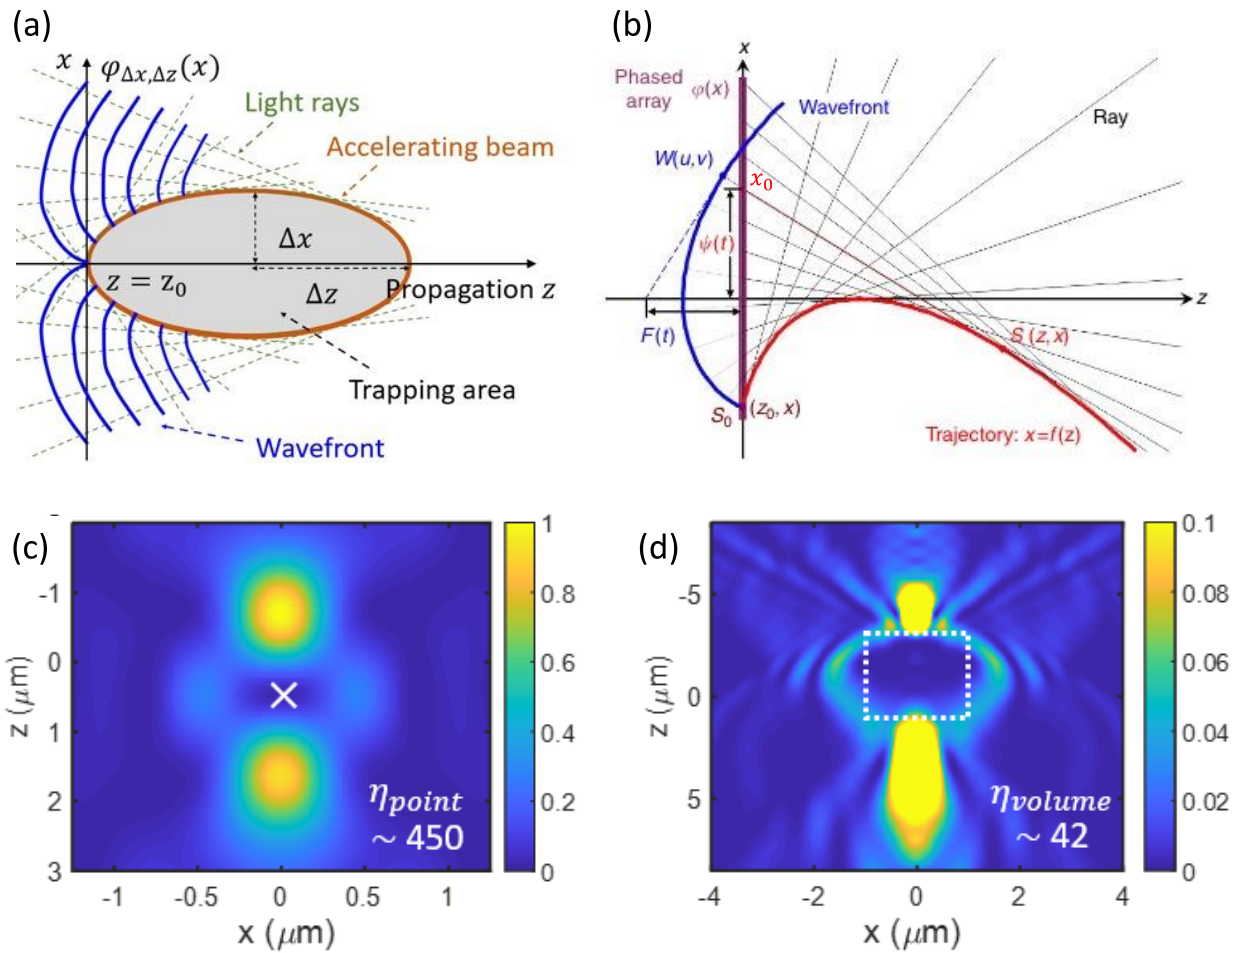 (a)
x
φΔx,Δz(x)
Light rays
Accelerating beam
Δx
z = z₀
Δz
Propagation z
Trapping area
Wavefront
(b)
x
Phased
array
φ(x)
Wavefront
Ray
W(u,v)
x₀
ψ(t)
z
F(t)
S (z,x)
S₀
(z₀, x)
Trajectory: x=f(z)
(c)
-1
0
1
2
3
z (μm)
-1
-0.5
0
0.5
1
x (μm)
ηpoint
~ 450
1
0.8
0.6
0.4
0.2
0
(d)
-5
0
5
z (μm)
-4
-2
0
2
4
x (μm)
ηvolume
~ 42
0.1
0.08
0.06
0.04
0.02
0